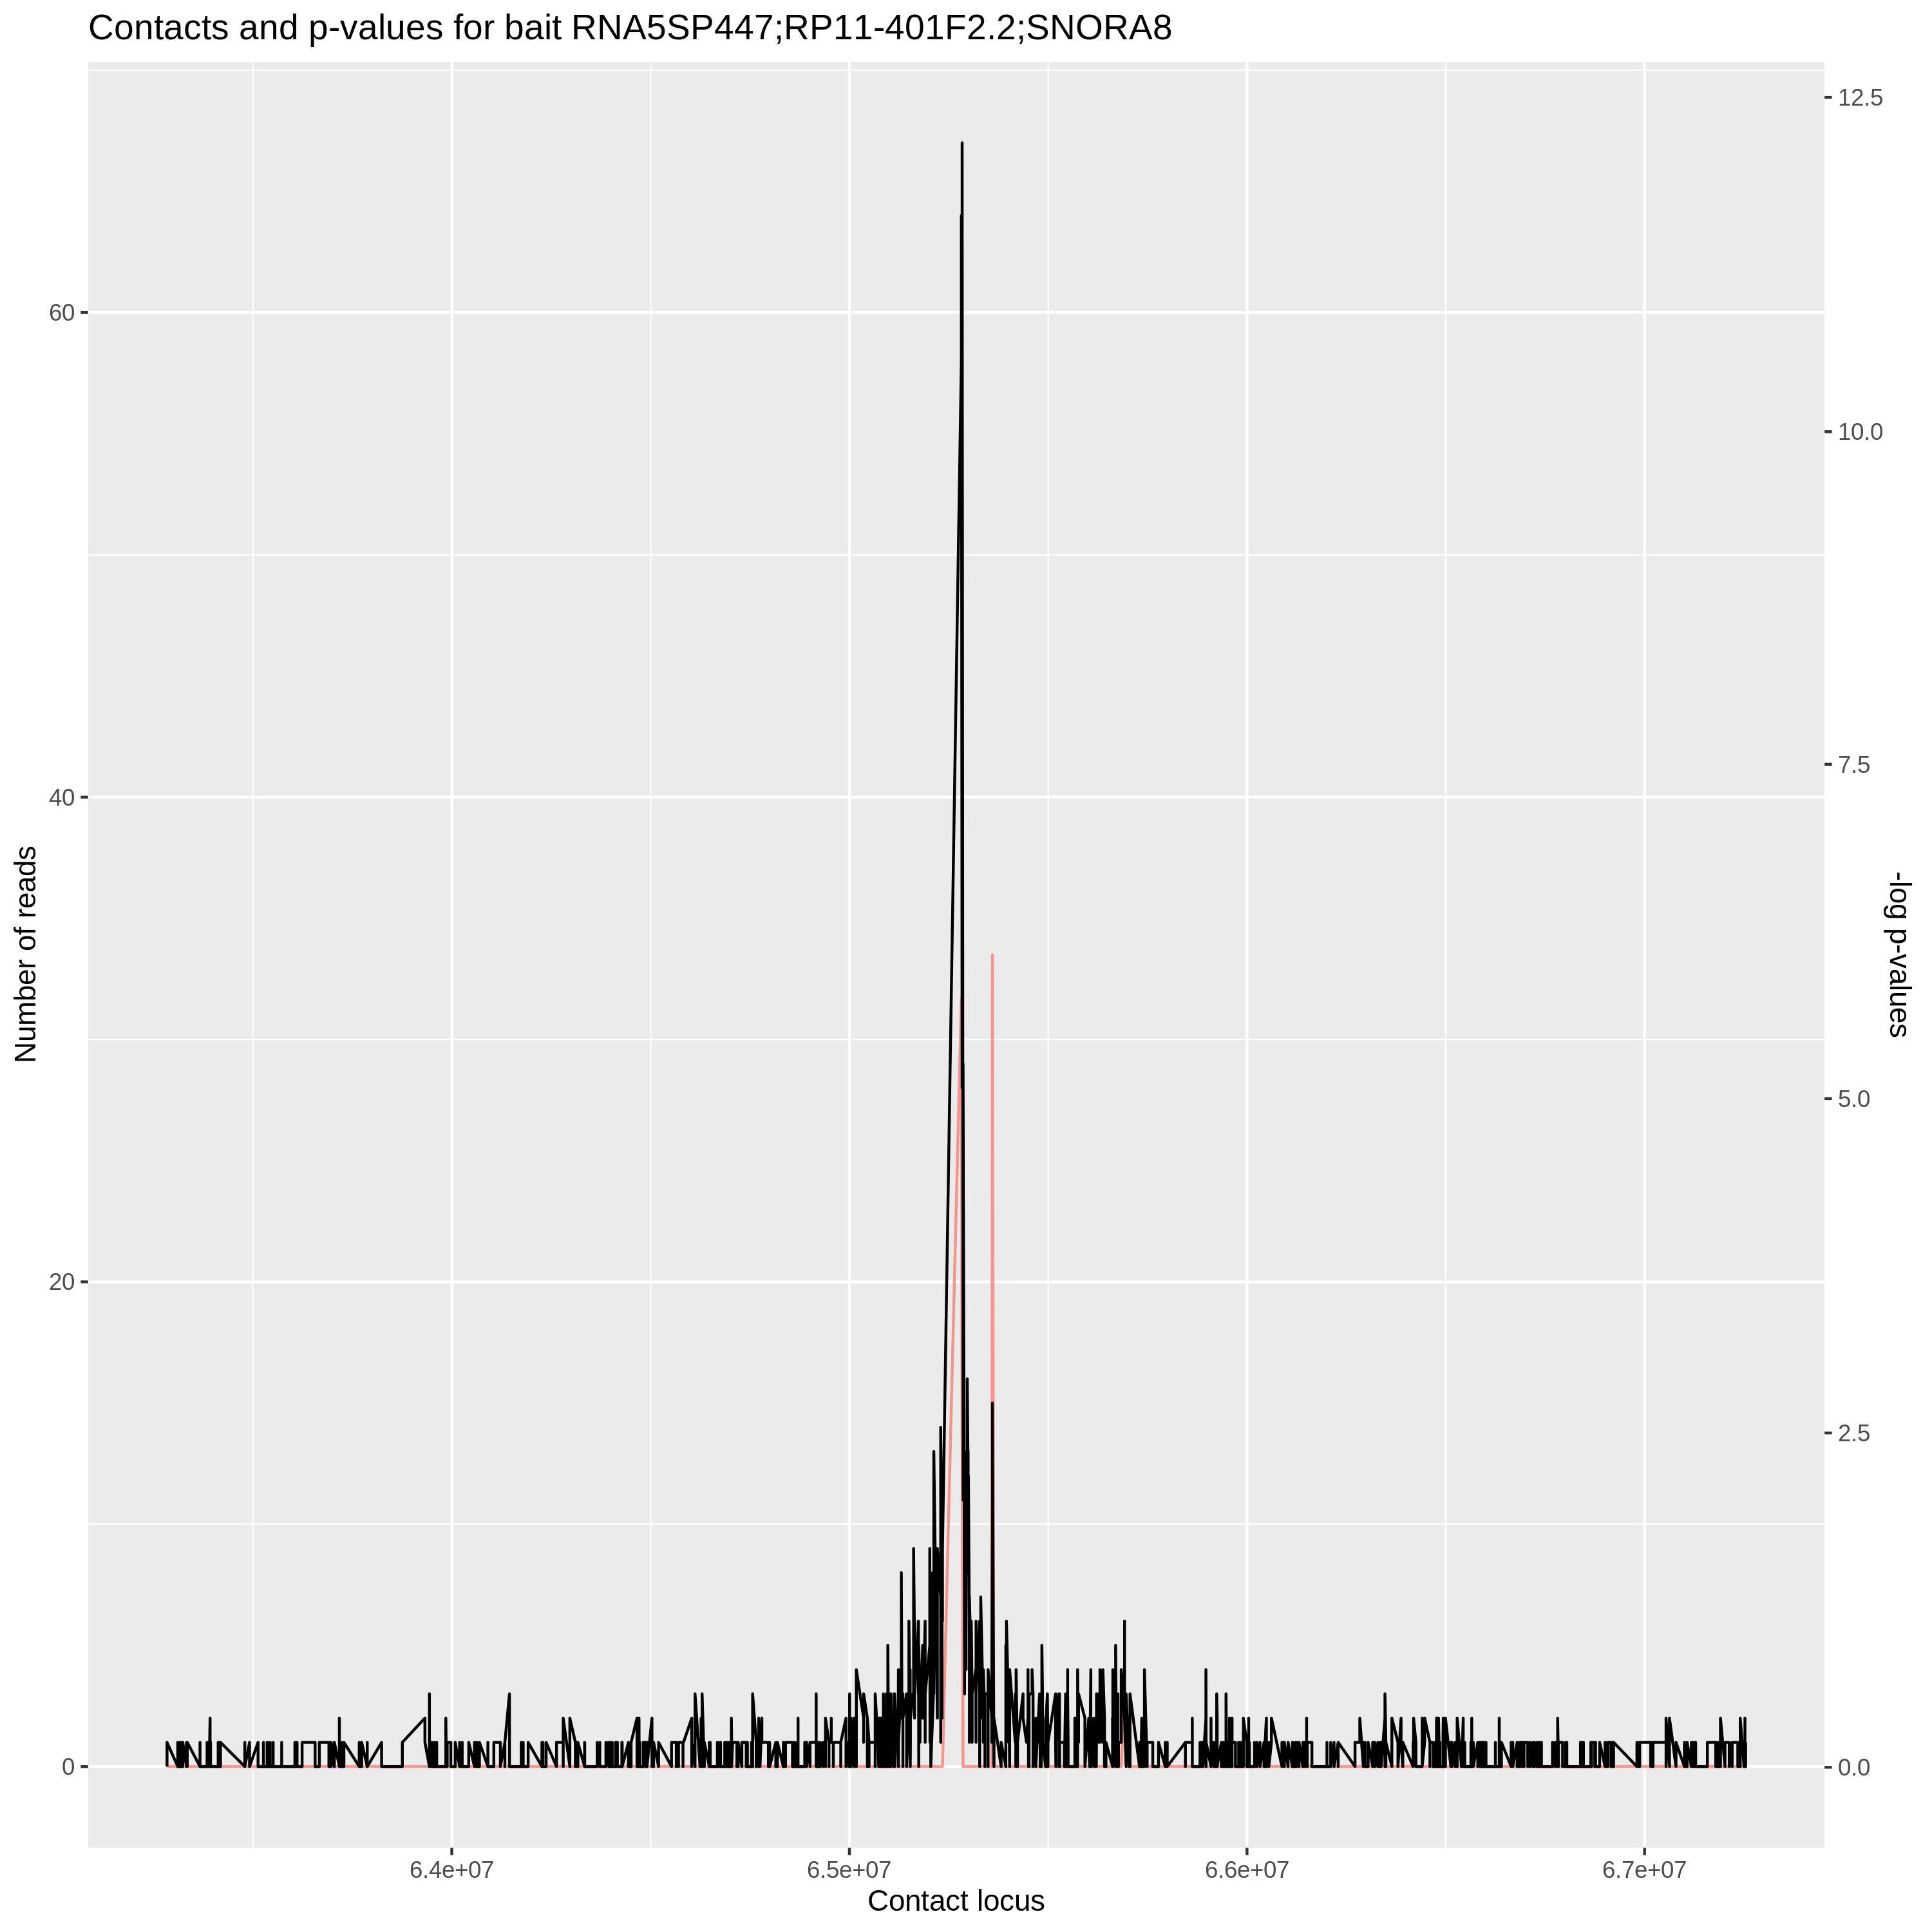 Contacts and p-values for bait RNA5SP447;RP11-401F2.2;SNORA8
Number of reads
60
40
20
0
12.5
10.0
7.5
5.0
2.5
0.0
-log p-values
6.4e+07
6.5e+07
6.6e+07
6.7e+07
Contact locus